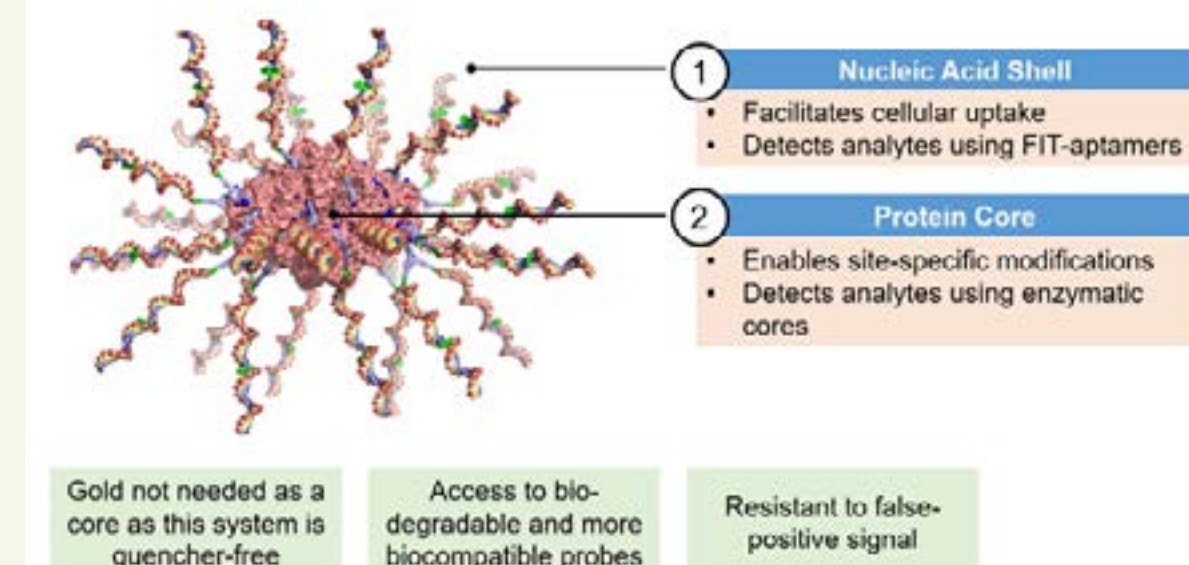 1
Nucleic Acid Shell
• Facilitates cellular uptake
• Detects analytes using FIT-aptamers
2
Protein Core
• Enables site-specific modifications
• Detects analytes using enzymatic
cores
Gold not needed as a
core as this system is
quencher-free
Access to bio-
degradable and more
biocompatible probes
Resistant to false-
positive signal